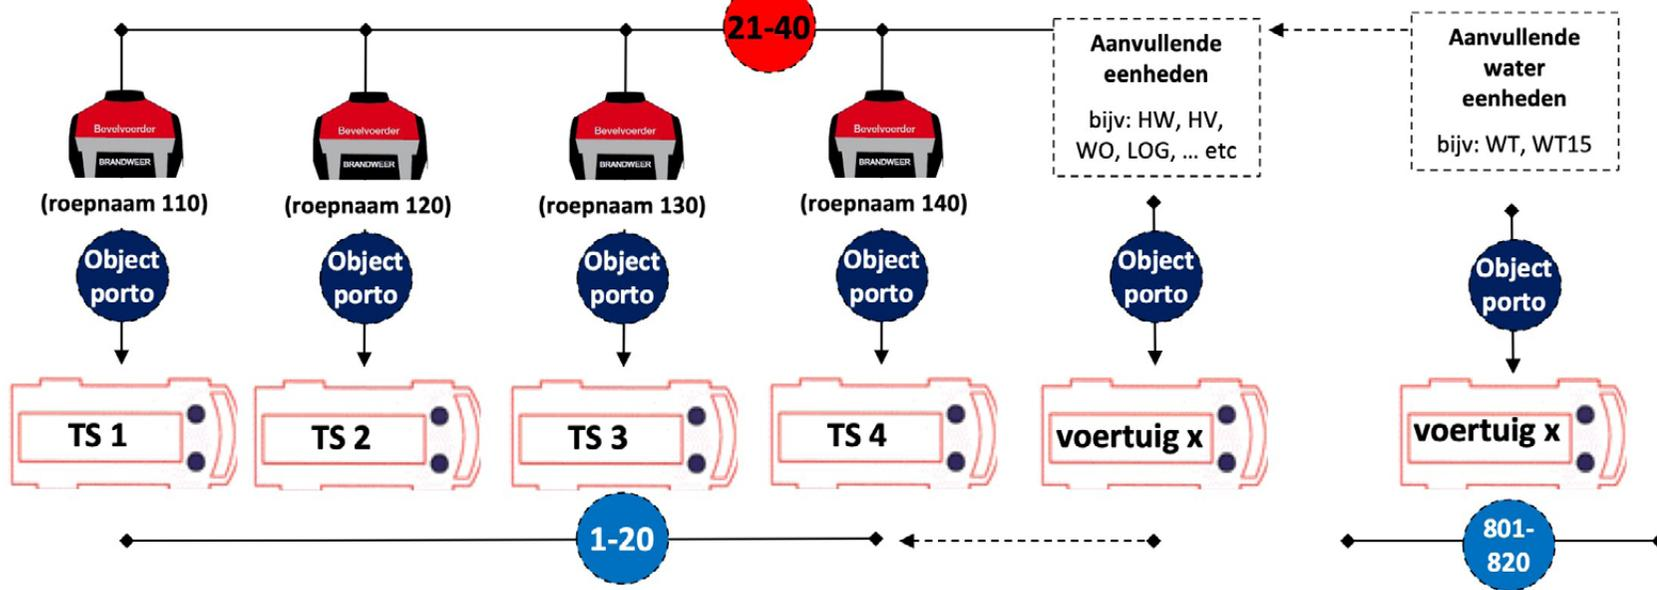 21-40
Aanvullende
eenheden
bijv: HW, HV,
WO, LOG, ... etc
Aanvullende
water
eenheden
bijv: WT, WT15
Bevelvoerder
BRANDWEER
Bevelvoerder
BRANDWEER
Bevelvoerder
BRANDWEER
Bevelvoerder
BRANDWEER
(roepnaam 110)
(roepnaam 120)
(roepnaam 130)
(roepnaam 140)
Object
porto
Object
porto
Object
porto
Object
porto
Object
porto
Object
porto
TS 1
TS 2
TS 3
TS 4
voertuig x
voertuig x
1-20
801-
820